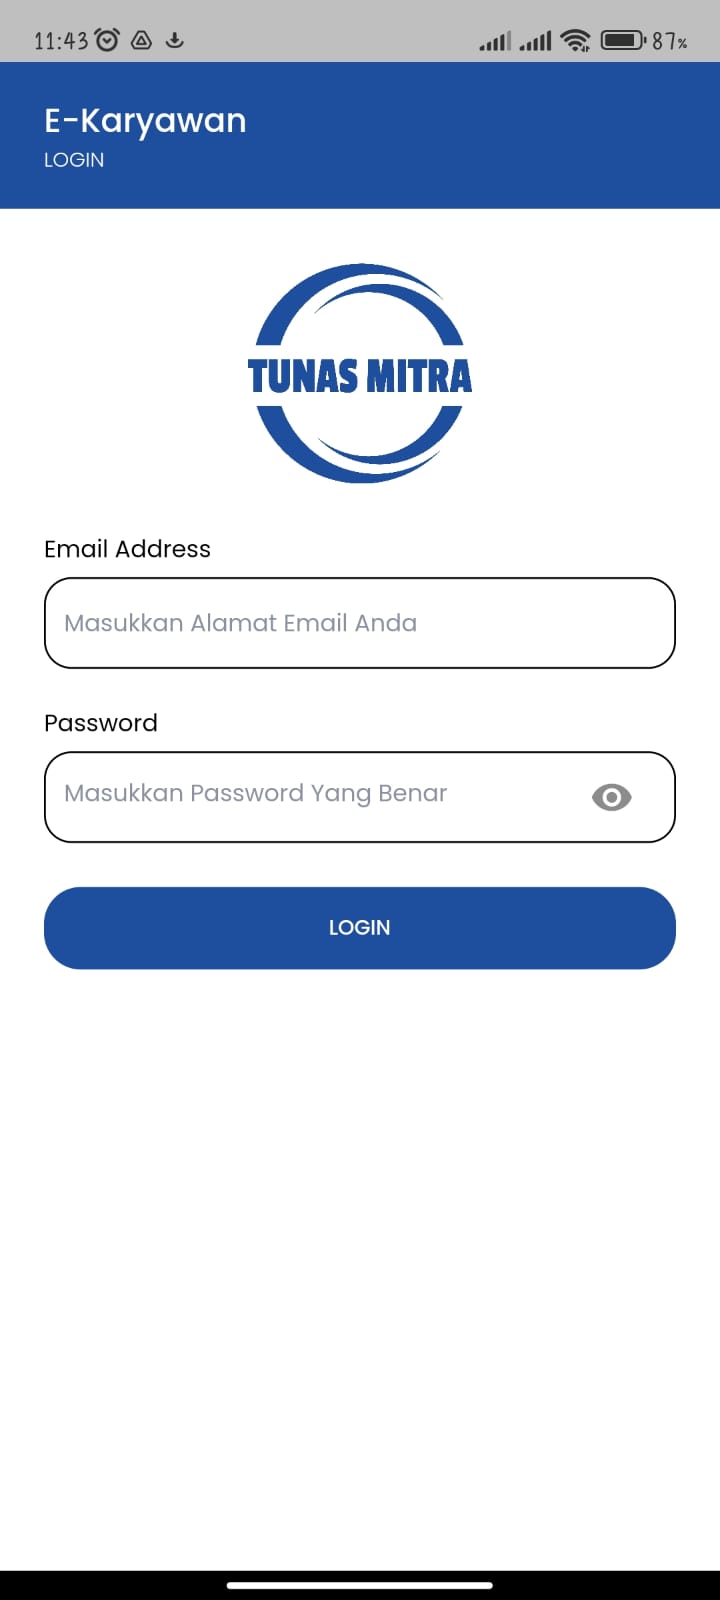 11:43 87%
E-Karyawan
LOGIN
TUNAS MITRA
Email Address
Masukkan Alamat Email Anda
Password
Masukkan Password Yang Benar
LOGIN